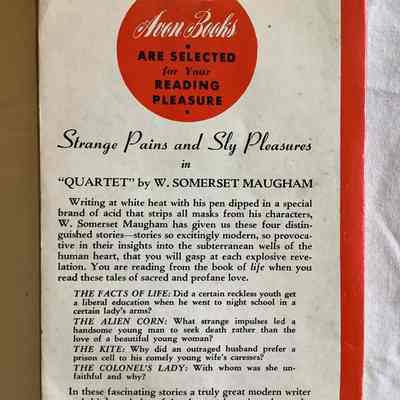 Avon Books
ARE SELECTED
for Your
READING
PLEASURE
Strange Pains and Sly Pleasures
in
"QUARTET" by W. SOMERSET MAUGHAM
Writing at white heat with his pen dipped in a special
brand of acid that strips all masks from his characters,
W. Somerset Maugham has given us these four distin-
guished stories—stories so excitingly modern, so provoca-
tive in their insights into the subterranean wells of the
human heart, that you will gasp at each explosive reve-
lation. You are reading from the book of life when you
read these tales of sacred and profane love.
THE FACTS OF LIFE: Did a certain reckless youth get
a liberal education when he went to night school in a
certain lady's arms?
THE ALIEN CORN: What strange impulses led a
handsome young man to seek death rather than the
love of a beautiful young woman?
THE KITE: Why did an outraged husband prefer a
prison cell to his comely young wife's caresses?
THE COLONEL'S LADY: With whom was she un-
faithful and why?
In these fascinating stories a truly great modern writer